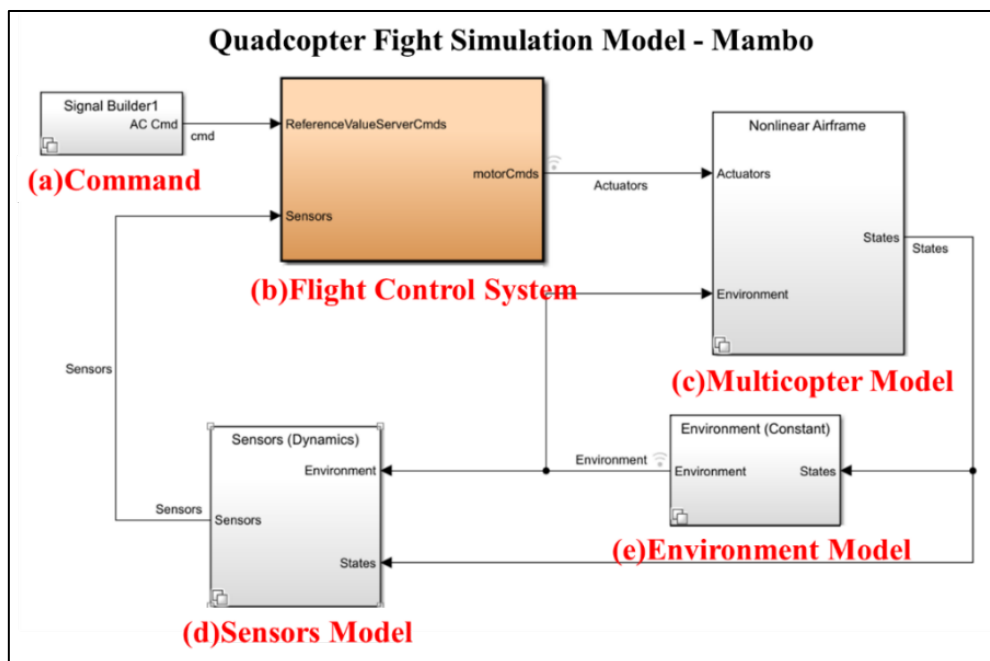 Quadcopter Fight Simulation Model - Mambo
Signal Builder1
AC Cmd
cmd
(a)Command
ReferenceValueServerCmds
motorCmds
Sensors
(b)Flight Control System
Actuators
Nonlinear Airframe
Actuators
States
States
Environment
(c)Multicopter Model
Sensors
Sensors (Dynamics)
Environment
Sensors
Sensors
States
(d)Sensors Model
Environment
Environment (Constant)
Environment
States
(e)Environment Model